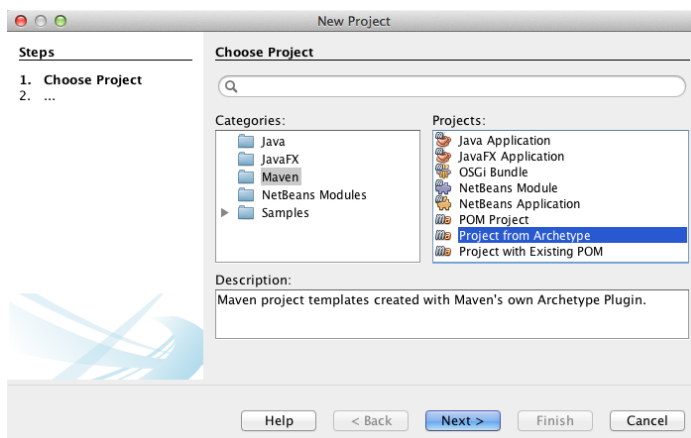 New Project
Steps
1. Choose Project
2. ...
Choose Project
Categories:
Java
JavaFX
Maven
NetBeans Modules
Samples
Projects:
Java Application
JavaFX Application
OSGi Bundle
NetBeans Module
NetBeans Application
POM Project
Project from Archetype
Project with Existing POM
Description:
Maven project templates created with Maven's own Archetype Plugin.
Help
< Back
Next >
Finish
Cancel